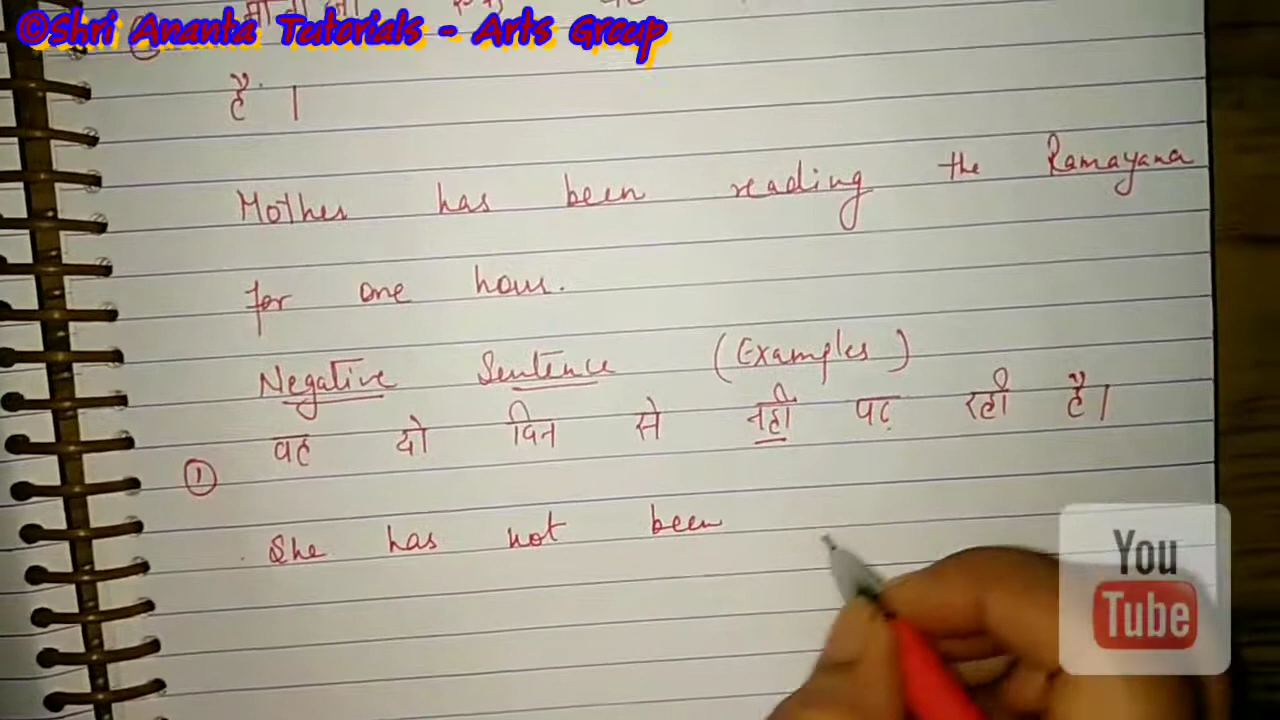 ©Shri Ananta Tutorials - Arts Group
है ।
Mother has been reading the Ramayana
for one hour.
Negative Sentence (Examples)
वह दो दिन से नहीं पढ़ रही है।
①
She has not been
You
Tube